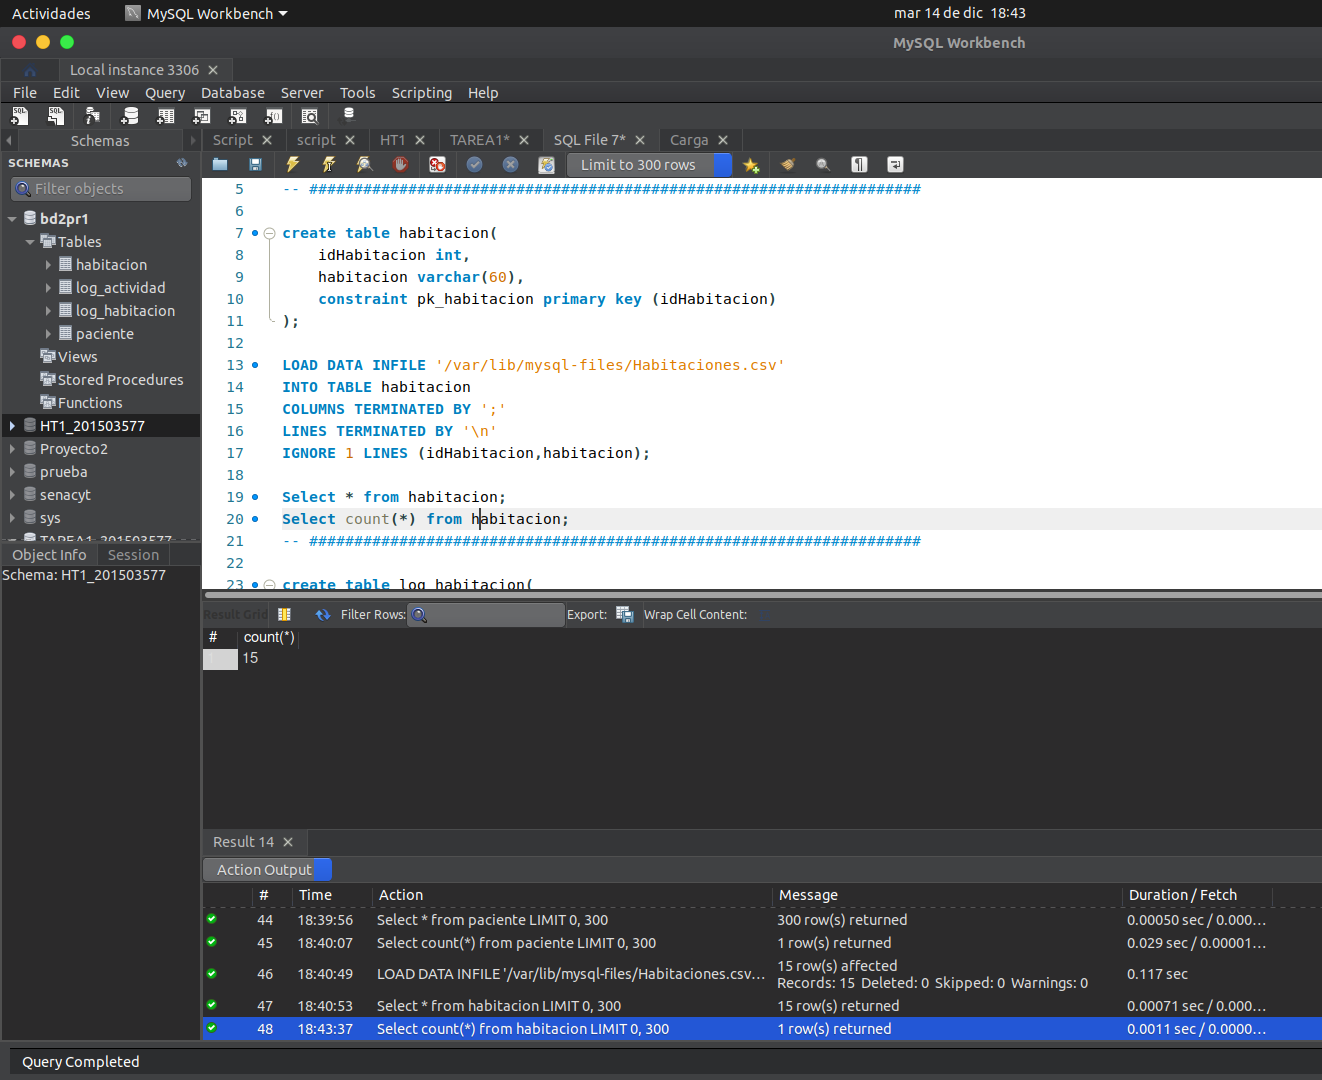 Actividades MySQL Workbench mar 14 de dic 18:43
MySQL Workbench
Local instance 3306
File Edit View Query Database Server Tools Scripting Help
Schemas
Script script HT1 TAREA1* SQL File 7* Carga
SCHEMAS
Limit to 300 rows
Filter objects
bd2pr1
Tables
habitacion
log_actividad
log_habitacion
paciente
Views
Stored Procedures
Functions
HT1_201503577
Proyecto2
prueba
senacyt
sys
TAREA1_201503577
Object Info Session
Schema: HT1_201503577
5 -- ####################################################################
6
7 create table habitacion(
8 idHabitacion int,
9 habitacion varchar(60),
10 constraint pk_habitacion primary key (idHabitacion)
11 );
12
13 LOAD DATA INFILE '/var/lib/mysql-files/Habitaciones.csv'
14 INTO TABLE habitacion
15 COLUMNS TERMINATED BY ';'
16 LINES TERMINATED BY '\n'
17 IGNORE 1 LINES (idHabitacion,habitacion);
18
19 Select * from habitacion;
20 Select count(*) from habitacion;
21 -- ####################################################################
22
23 create table log_habitacion(
Result Grid Filter Rows: Export: Wrap Cell Content:
# count(*)
15
Result 14
Action Output
# Time Action Message Duration / Fetch
44 18:39:56 Select * from paciente LIMIT 0, 300 300 row(s) returned 0.00050 sec / 0.000...
45 18:40:07 Select count(*) from paciente LIMIT 0, 300 1 row(s) returned 0.029 sec / 0.00001...
46 18:40:49 LOAD DATA INFILE '/var/lib/mysql-files/Habitaciones.csv... 15 row(s) affected
Records: 15 Deleted: 0 Skipped: 0 Warnings: 0 0.117 sec
47 18:40:53 Select * from habitacion LIMIT 0, 300 15 row(s) returned 0.00071 sec / 0.000...
48 18:43:37 Select count(*) from habitacion LIMIT 0, 300 1 row(s) returned 0.0011 sec / 0.0000...
Query Completed